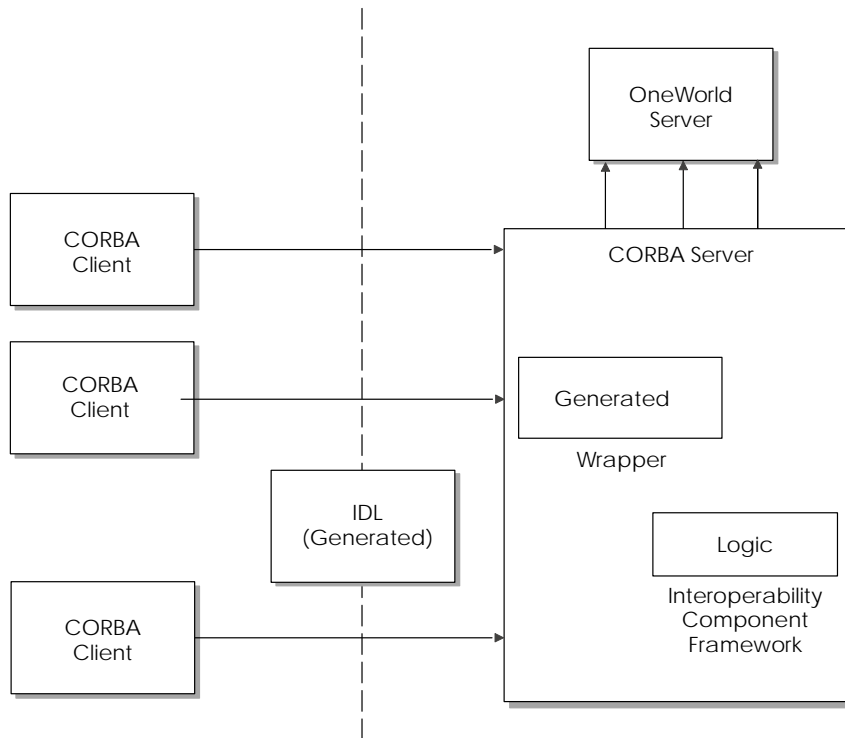 OneWorld
Server
CORBA
Client
CORBA Server
CORBA
Client
Generated
Wrapper
IDL
(Generated)
Logic
Interoperability
Component
Framework
CORBA
Client